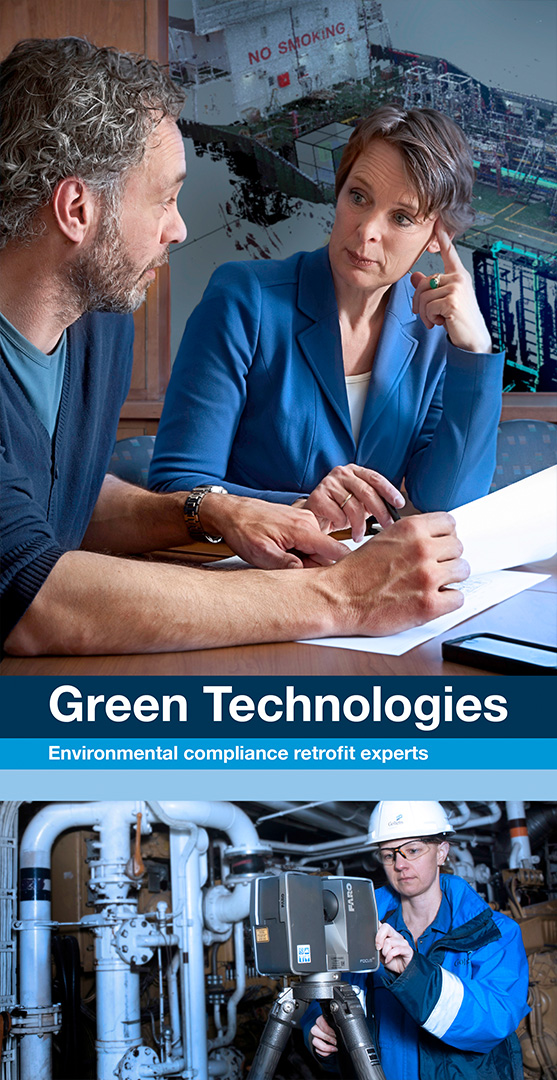 NO SMOKING
Green Technologies
Environmental compliance retrofit experts
FARO
FOCUS